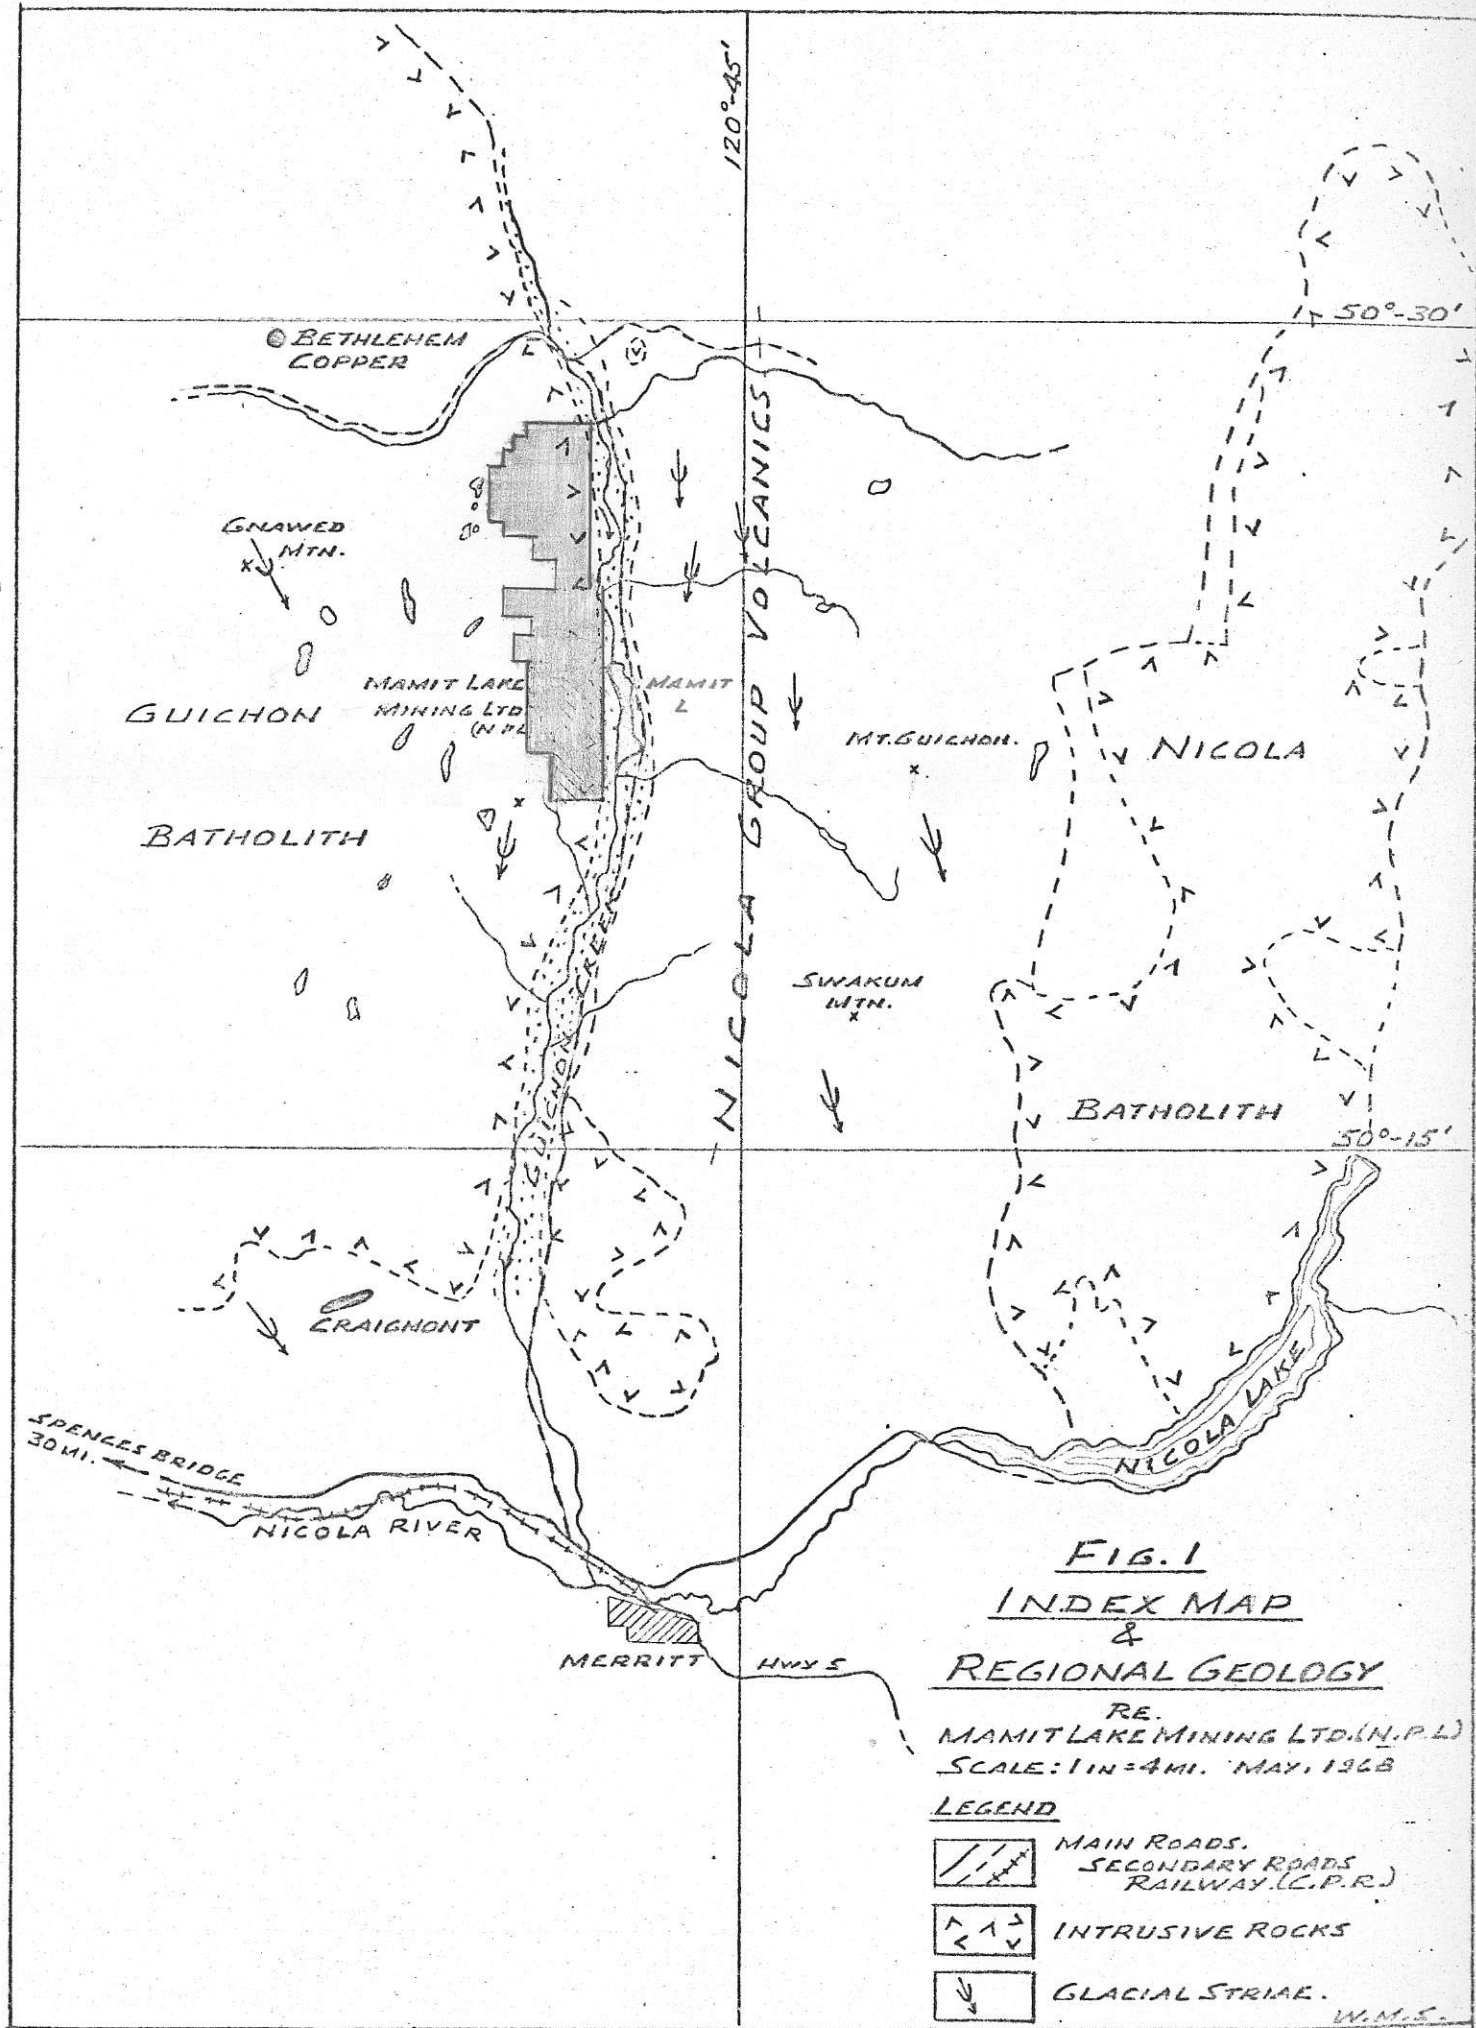 120°-45'
50°-30'
BETHLEHEM
COPPER
GNAWED
MTN.
MAMIT LAKE
MINING LTD
(N.P.L
MAMIT
L
GUICHON
BATHOLITH
NICOLA GROUP VOLCANICS
MT. GUICHON.
NICOLA
BATHOLITH
SWAKUM
MTN.
GUICHON CREEK
50°-15'
CRAIGMONT
SPENCES BRIDGE
30 MI.
NICOLA RIVER
NICOLA LAKE
MERRITT
HWY 5
FIG. 1
INDEX MAP
&
REGIONAL GEOLOGY
RE.
MAMIT LAKE MINING LTD. (N.P.L)
SCALE: 1 IN = 4 MI. MAY, 1968
LEGEND
MAIN ROADS.
SECONDARY ROADS
RAILWAY. (C.P.R.)
INTRUSIVE ROCKS
GLACIAL STRIAE.
W.M.S.